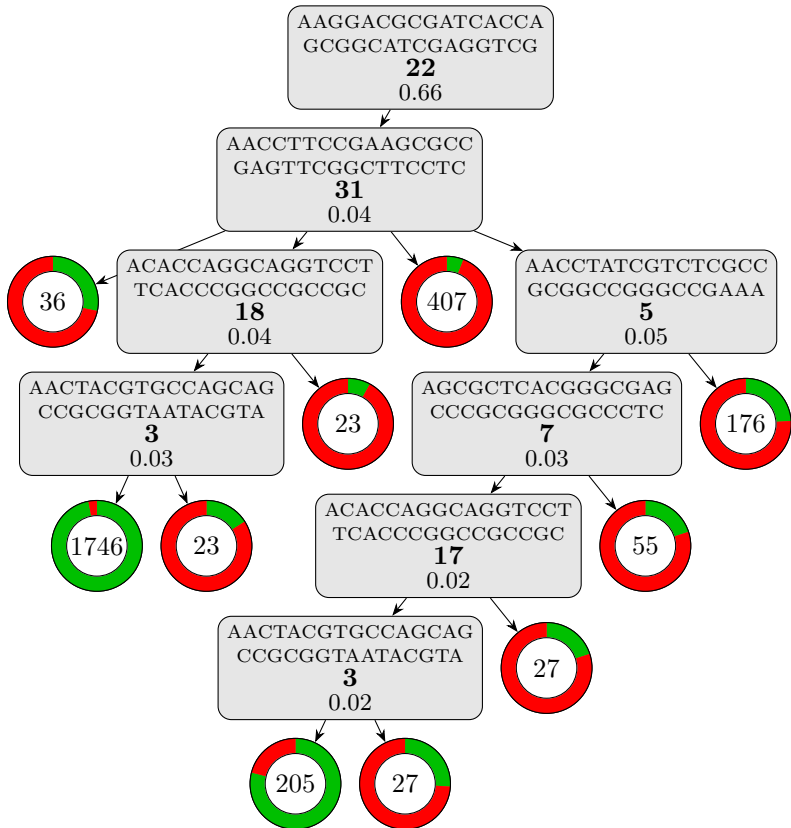 AAGGACGCGATCACCA
GCGGCATCGAGGTCG
22
0.66
AACCTTCCGAAGCGCC
GAGTTCGGCTTCCTC
31
0.04
36
ACACCAGGCAGGTCCT
TCACCCGGCCGCCGC
18
0.04
407
AACCTATCGTCTCGCC
GCGGCCGGGCCGAAA
5
0.05
AACTACGTGCCAGCAG
CCGCGGTAATACGTA
3
0.03
23
AGCGCTCACGGGCGAG
CCCGCGGGCGCCCTC
7
0.03
176
1746
23
ACACCAGGCAGGTCCT
TCACCCGGCCGCCGC
17
0.02
55
AACTACGTGCCAGCAG
CCGCGGTAATACGTA
3
0.02
27
205
27